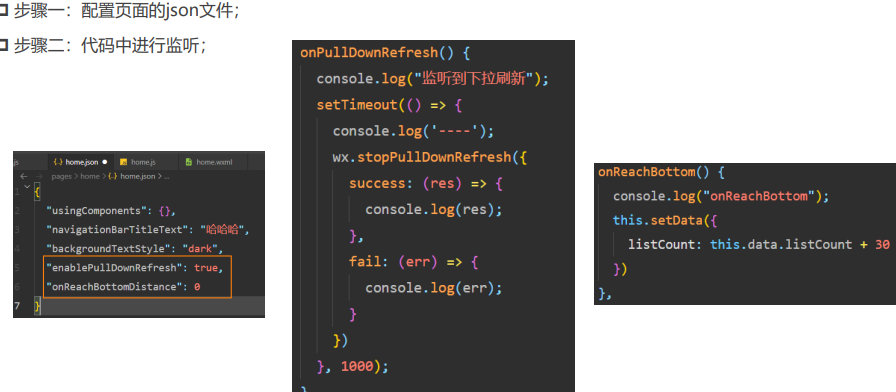 步骤一：配置页面的json文件；
步骤二：代码中进行监听；
js
{..} home.json
home.js
home.wxml
pages > home > {..} home.json > ...
1 {
2 "usingComponents": {},
3 "navigationBarTitleText": "哈哈哈",
4 "backgroundTextStyle": "dark",
5 "enablePullDownRefresh": true,
6 "onReachBottomDistance": 0
7 }
onPullDownRefresh() {
console.log("监听到下拉刷新");
setTimeout(() => {
console.log('----');
wx.stopPullDownRefresh({
success: (res) => {
console.log(res);
},
fail: (err) => {
console.log(err);
}
})
}, 1000);
onReachBottom() {
console.log("onReachBottom");
this.setData({
listCount: this.data.listCount + 30
})
},